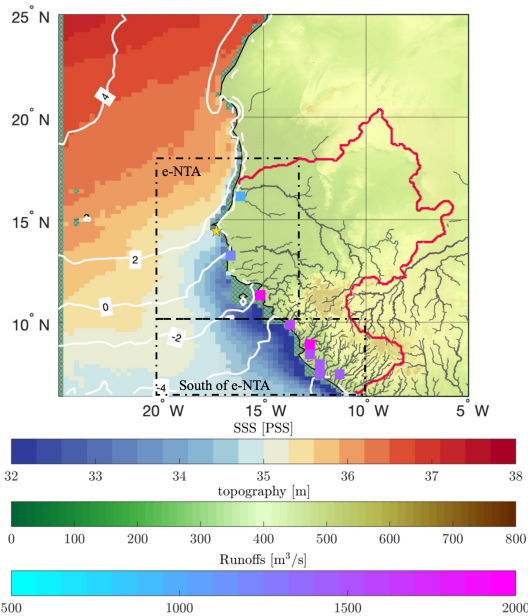 25° N
4
20° N
e-NTA
15° N
2
0
10° N
-2
-4
South of e-NTA
20° W
15° W
10° W
5° W
SSS [PSS]
32
33
34
35
36
37
38
topography [m]
0
100
200
300
400
500
600
700
800
Runoffs [m³/s]
500
1000
1500
2000